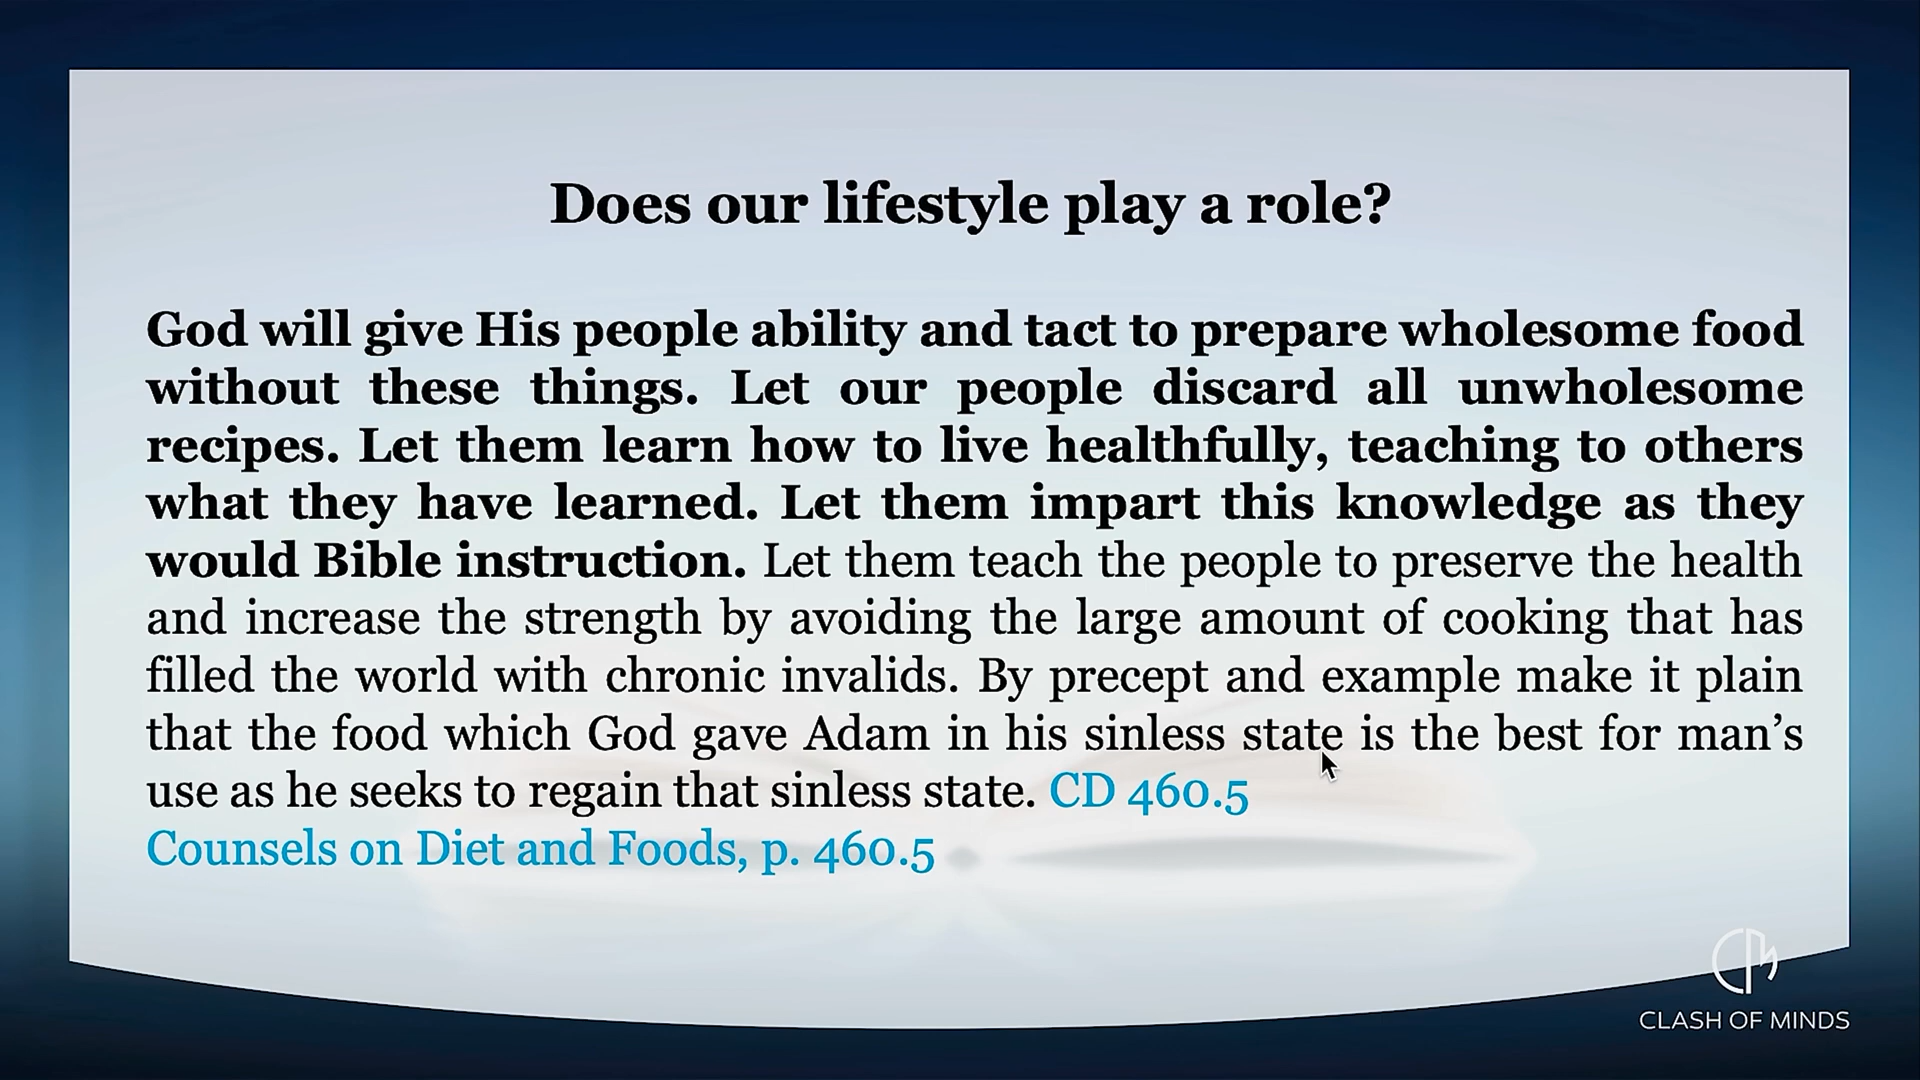 Does our lifestyle play a role?
God will give His people ability and tact to prepare wholesome food
without these things. Let our people discard all unwholesome
recipes. Let them learn how to live healthfully, teaching to others
what they have learned. Let them impart this knowledge as they
would Bible instruction. Let them teach the people to preserve the health
and increase the strength by avoiding the large amount of cooking that has
filled the world with chronic invalids. By precept and example make it plain
that the food which God gave Adam in his sinless state is the best for man’s
use as he seeks to regain that sinless state. CD 460.5
Counsels on Diet and Foods, p. 460.5
CLASH OF MINDS